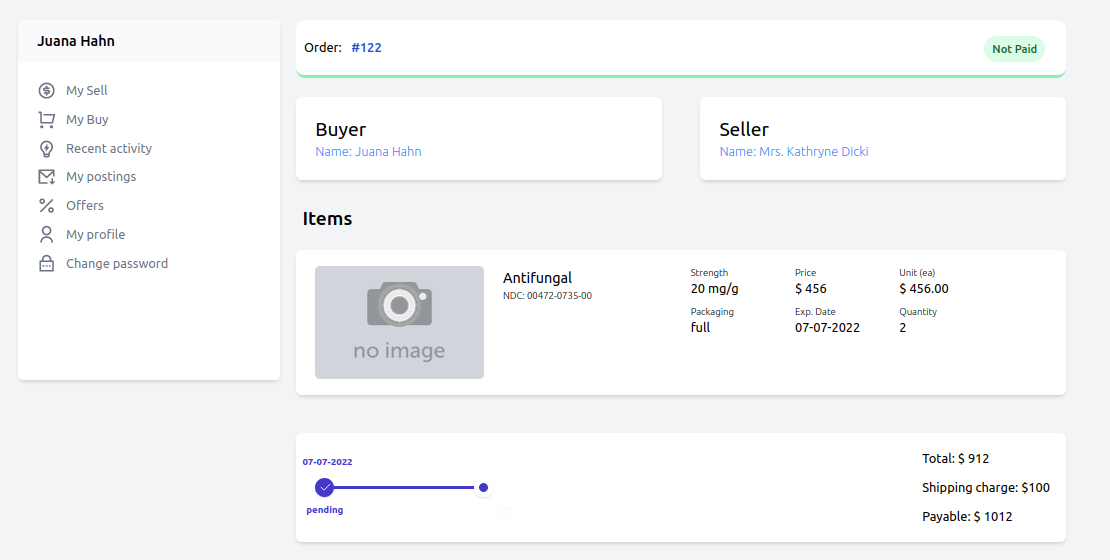 Juana Hahn
My Sell
My Buy
Recent activity
My postings
Offers
My profile
Change password
Order: #122
Not Paid
Buyer
Name: Juana Hahn
Seller
Name: Mrs. Kathryne Dicki
Items
no image
Antifungal
NDC: 00472-0735-00
Strength
20 mg/g
Price
$ 456
Unit (ea)
$ 456.00
Packaging
full
Exp. Date
07-07-2022
Quantity
2
07-07-2022
pending
Total: $ 912
Shipping charge: $100
Payable: $ 1012